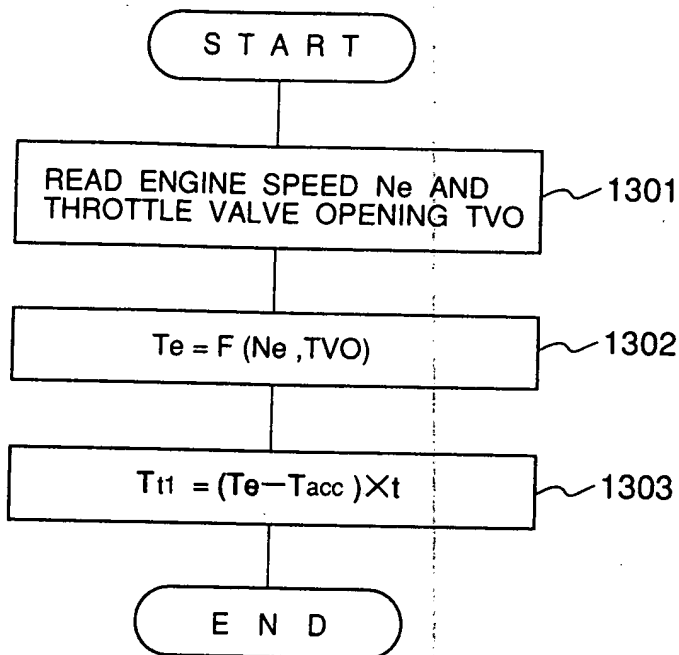 START
READ ENGINE SPEED Ne AND
THROTTLE VALVE OPENING TVO
1301
Te = F (Ne ,TVO)
1302
Tt1 = (Te－Tacc )×t
1303
END